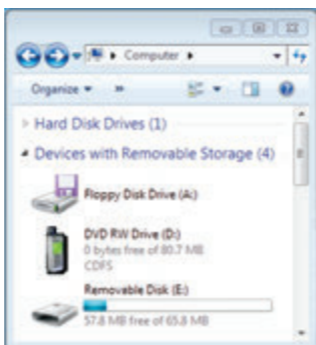 Computer
Organize
»
Hard Disk Drives (1)
Devices with Removable Storage (4)
Floppy Disk Drive (A:)
DVD RW Drive (D:)
0 bytes free of 80.7 MB
CDFS
Removable Disk (E:)
57.8 MB free of 65.8 MB